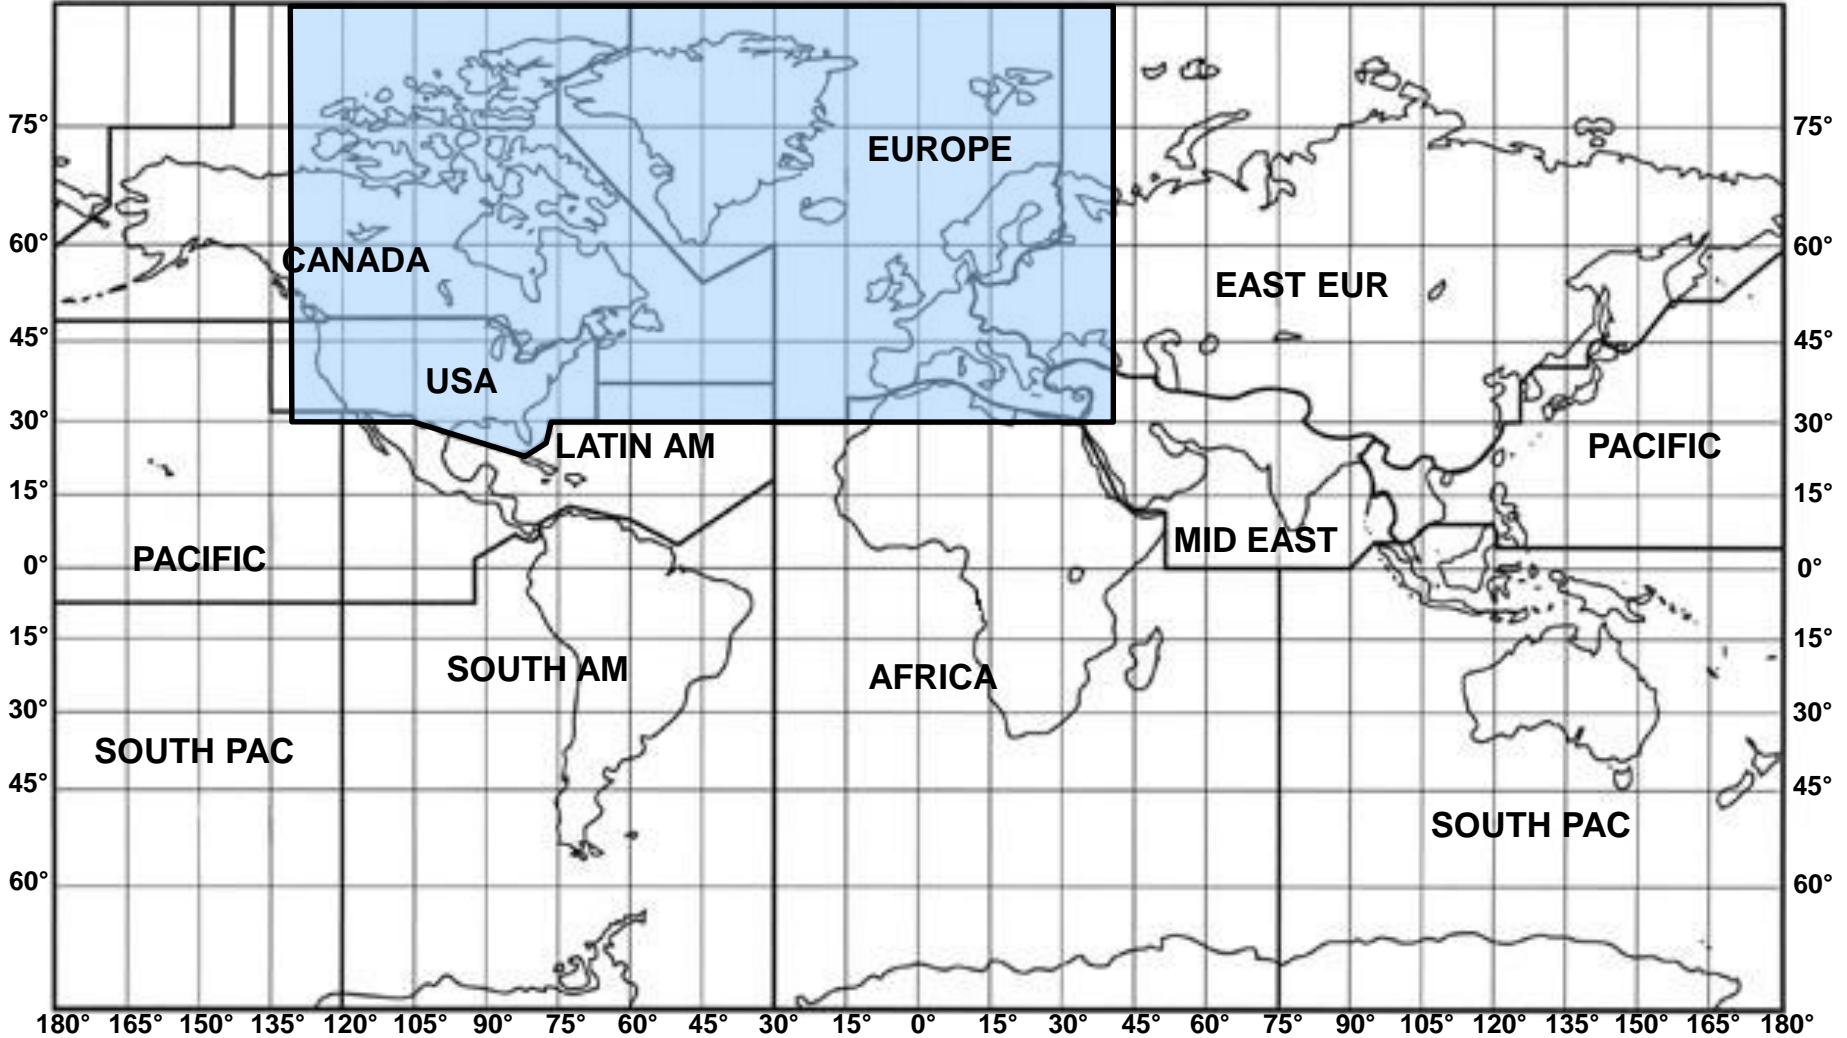 75° 75°
EUROPE
60° 60°
CANADA
EAST EUR
45° 45°
USA
30° 30°
LATIN AM PACIFIC
15° 15°
MID EAST
PACIFIC
0° 0°
15° 15°
SOUTH AM AFRICA
30° 30°
SOUTH PAC
45° 45°
SOUTH PAC
60° 60°
180° 165° 150° 135° 120° 105° 90° 75° 60° 45° 30° 15° 0° 15° 30° 45° 60° 75° 90° 105° 120° 135° 150° 165° 180°